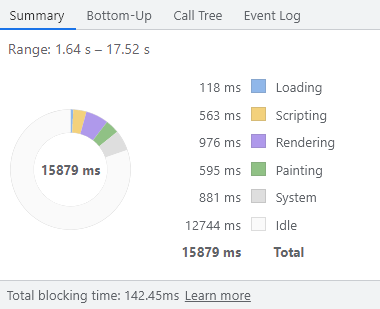 Summary Bottom-Up Call Tree Event Log
Range: 1.64 s – 17.52 s
118 ms Loading
563 ms Scripting
976 ms Rendering
15879 ms
595 ms Painting
881 ms System
12744 ms Idle
15879 ms Total
Total blocking time: 142.45ms Learn more